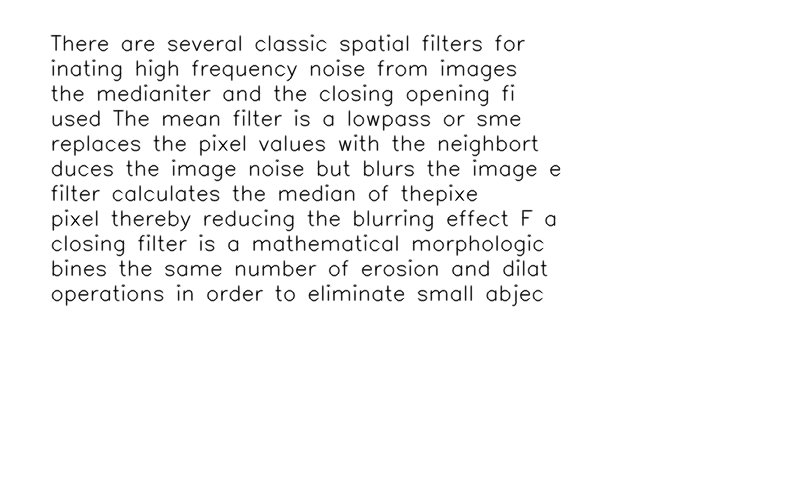 There are several classic spatial filters for
inating high frequency noise from images
the medianiter and the closing opening fi
used The mean filter is a lowpass or sme
replaces the pixel values with the neighbort
duces the image noise but blurs the image e
filter calculates the median of thepixe
pixel thereby reducing the blurring effect F a
closing filter is a mathematical morphologic
bines the same number of erosion and dilat
operations in order to eliminate small abjec